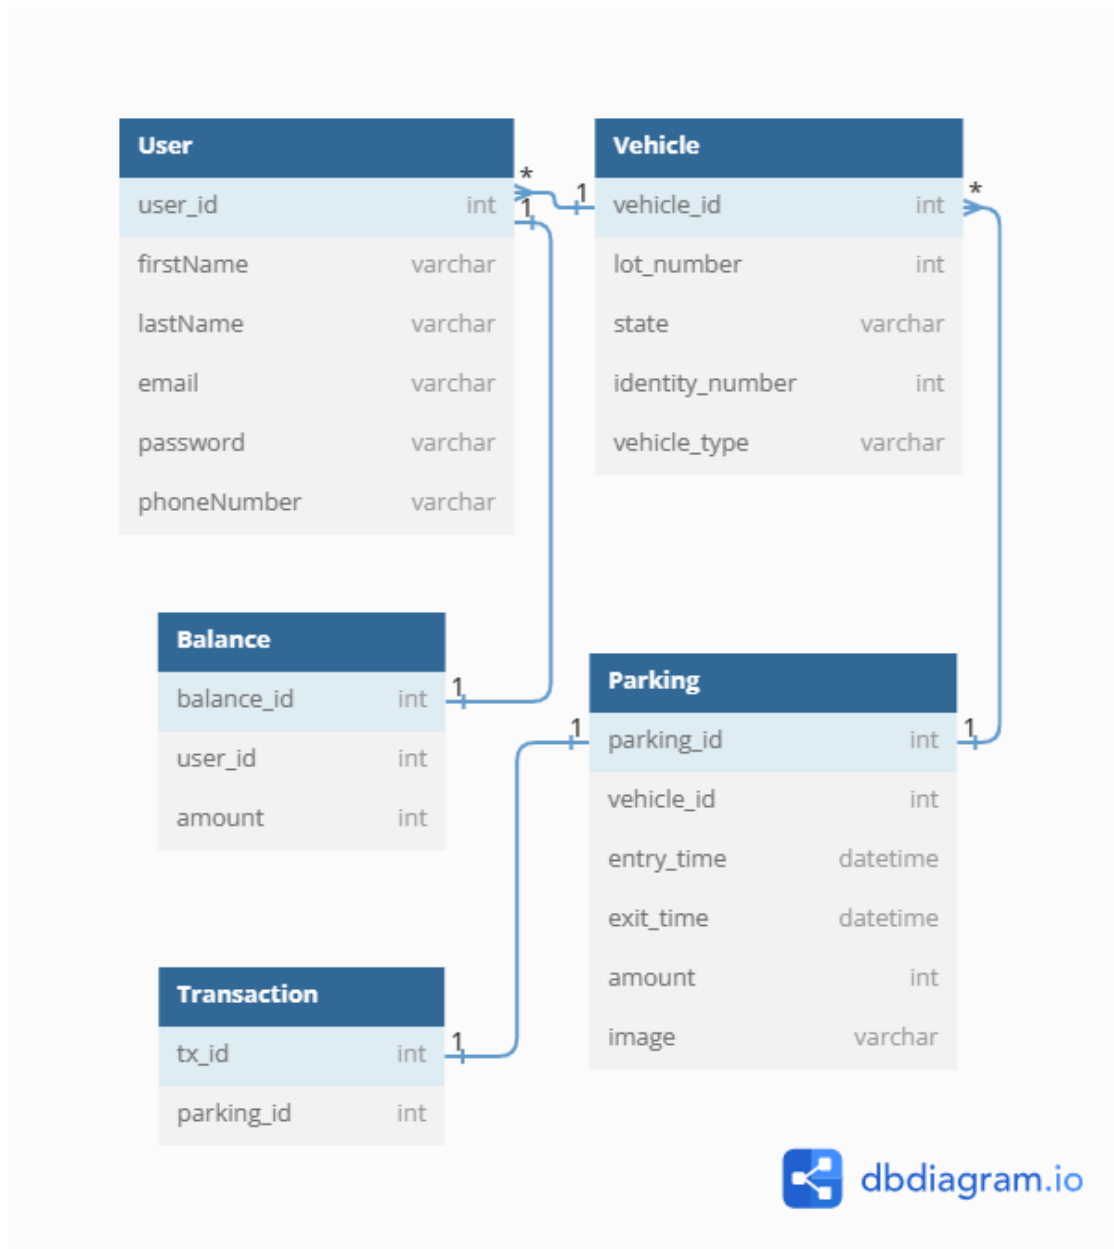 User
user_id int
firstName varchar
lastName varchar
email varchar
password varchar
phoneNumber varchar
* 1
1
Vehicle
vehicle_id int
lot_number int
state varchar
identity_number int
vehicle_type varchar
*
Balance
balance_id int
user_id int
amount int
1
Parking
parking_id int
vehicle_id int
entry_time datetime
exit_time datetime
amount int
image varchar
1 1
Transaction
tx_id int
parking_id int
1
dbdiagram.io